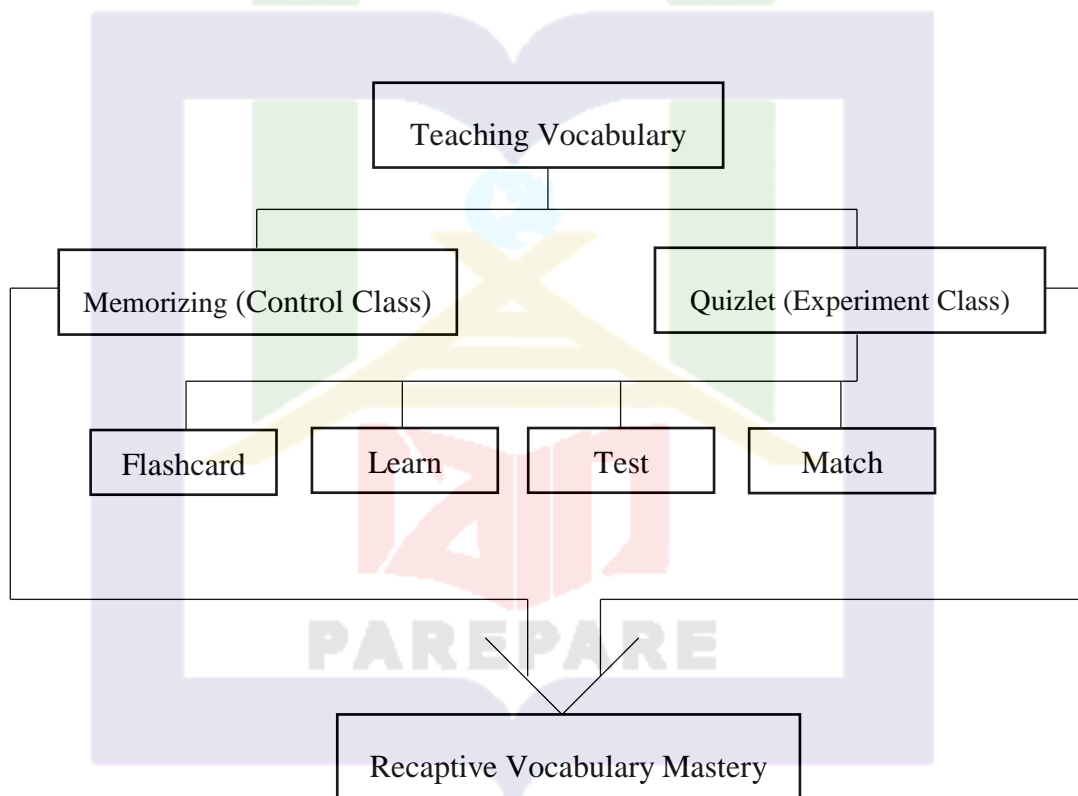 Teaching Vocabulary
Memorizing (Control Class)
Quizlet (Experiment Class)
Flashcard
Learn
Test
Match
PAREPARE
Recaptive Vocabulary Mastery